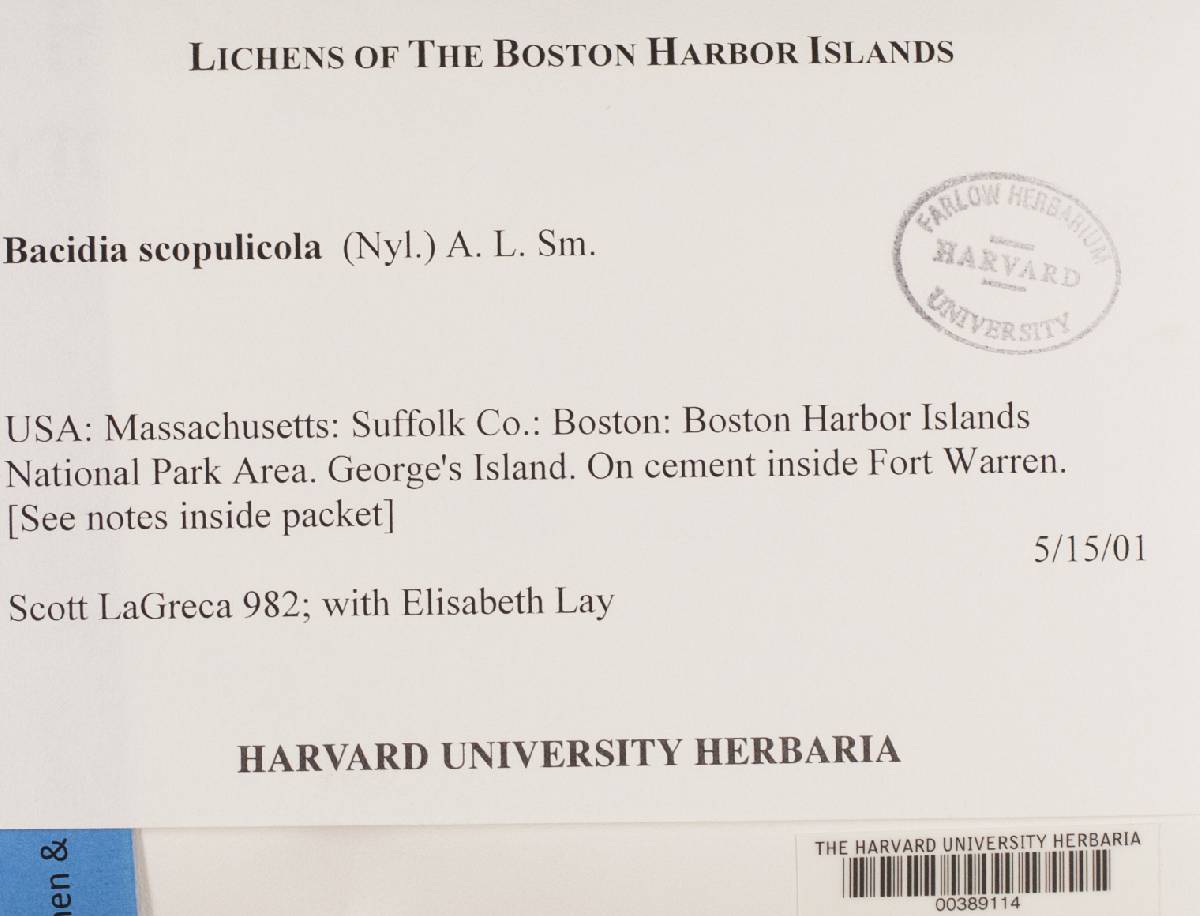 LICHENS OF THE BOSTON HARBOR ISLANDS
FARLOW HERBARIUM
HARVARD
UNIVERSITY
Bacidia scopulicola (Nyl.) A. L. Sm.
USA: Massachusetts: Suffolk Co.: Boston: Boston Harbor Islands
National Park Area. George's Island. On cement inside Fort Warren.
[See notes inside packet]
5/15/01
Scott LaGreca 982; with Elisabeth Lay
HARVARD UNIVERSITY HERBARIA
THE HARVARD UNIVERSITY HERBARIA
00389114
&